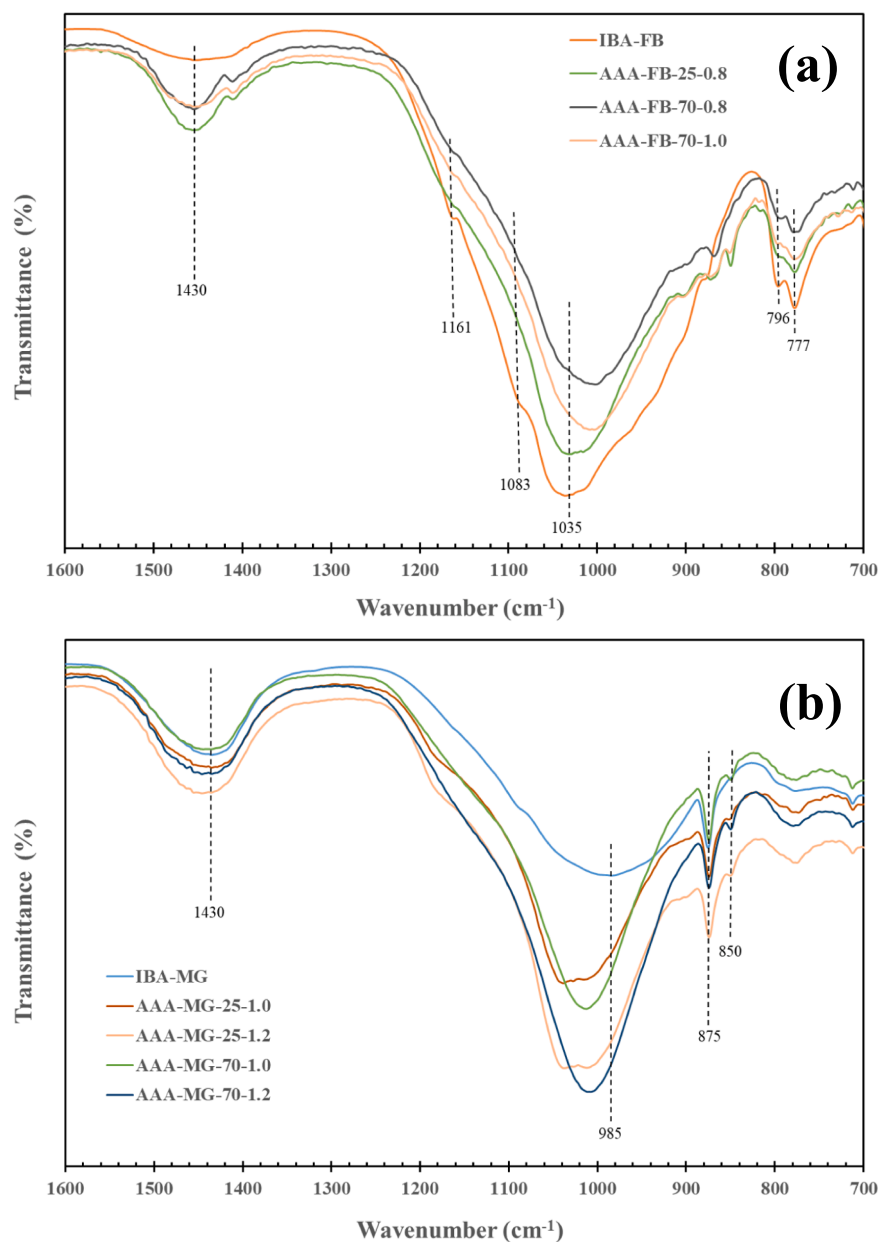 (a)
IBA-FB
AAA-FB-25-0.8
AAA-FB-70-0.8
AAA-FB-70-1.0
Transmittance (%)
1430
1161
1083
1035
796
777
1600 1500 1400 1300 1200 1100 1000 900 800 700
Wavenumber (cm⁻¹)
(b)
Transmittance (%)
1430
985
875
850
IBA-MG
AAA-MG-25-1.0
AAA-MG-25-1.2
AAA-MG-70-1.0
AAA-MG-70-1.2
1600 1500 1400 1300 1200 1100 1000 900 800 700
Wavenumber (cm⁻¹)